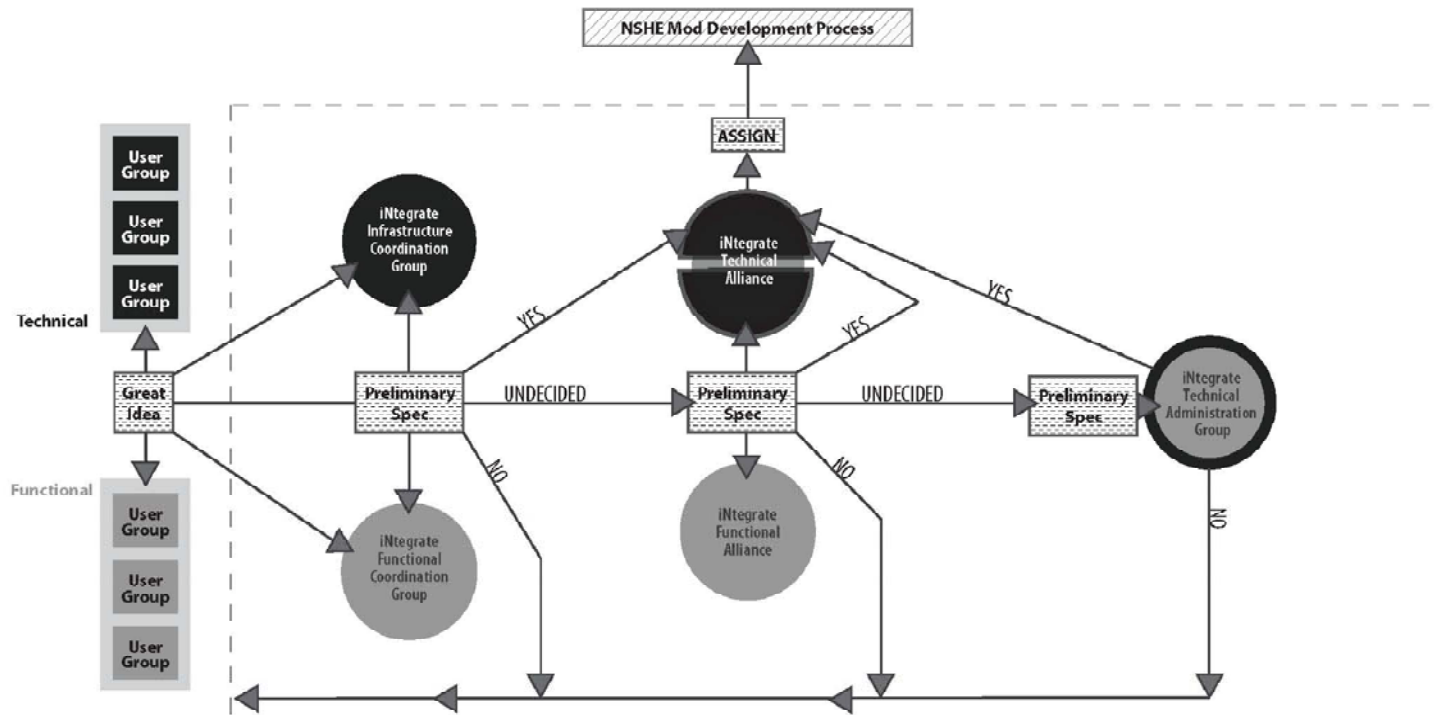 NSHE Mod Development Process
ASSIGN
User
Group
User
Group
User
Group
Technical
iNtegrate
Infrastructure
Coordination
Group
iNtegrate
Technical
Alliance
YES
YES
YES
Great
Idea
Preliminary
Spec
UNDECIDED
Preliminary
Spec
UNDECIDED
Preliminary
Spec
iNtegrate
Technical
Administration
Group
NO
NO
NO
Functional
User
Group
User
Group
User
Group
iNtegrate
Functional
Coordination
Group
iNtegrate
Functional
Alliance